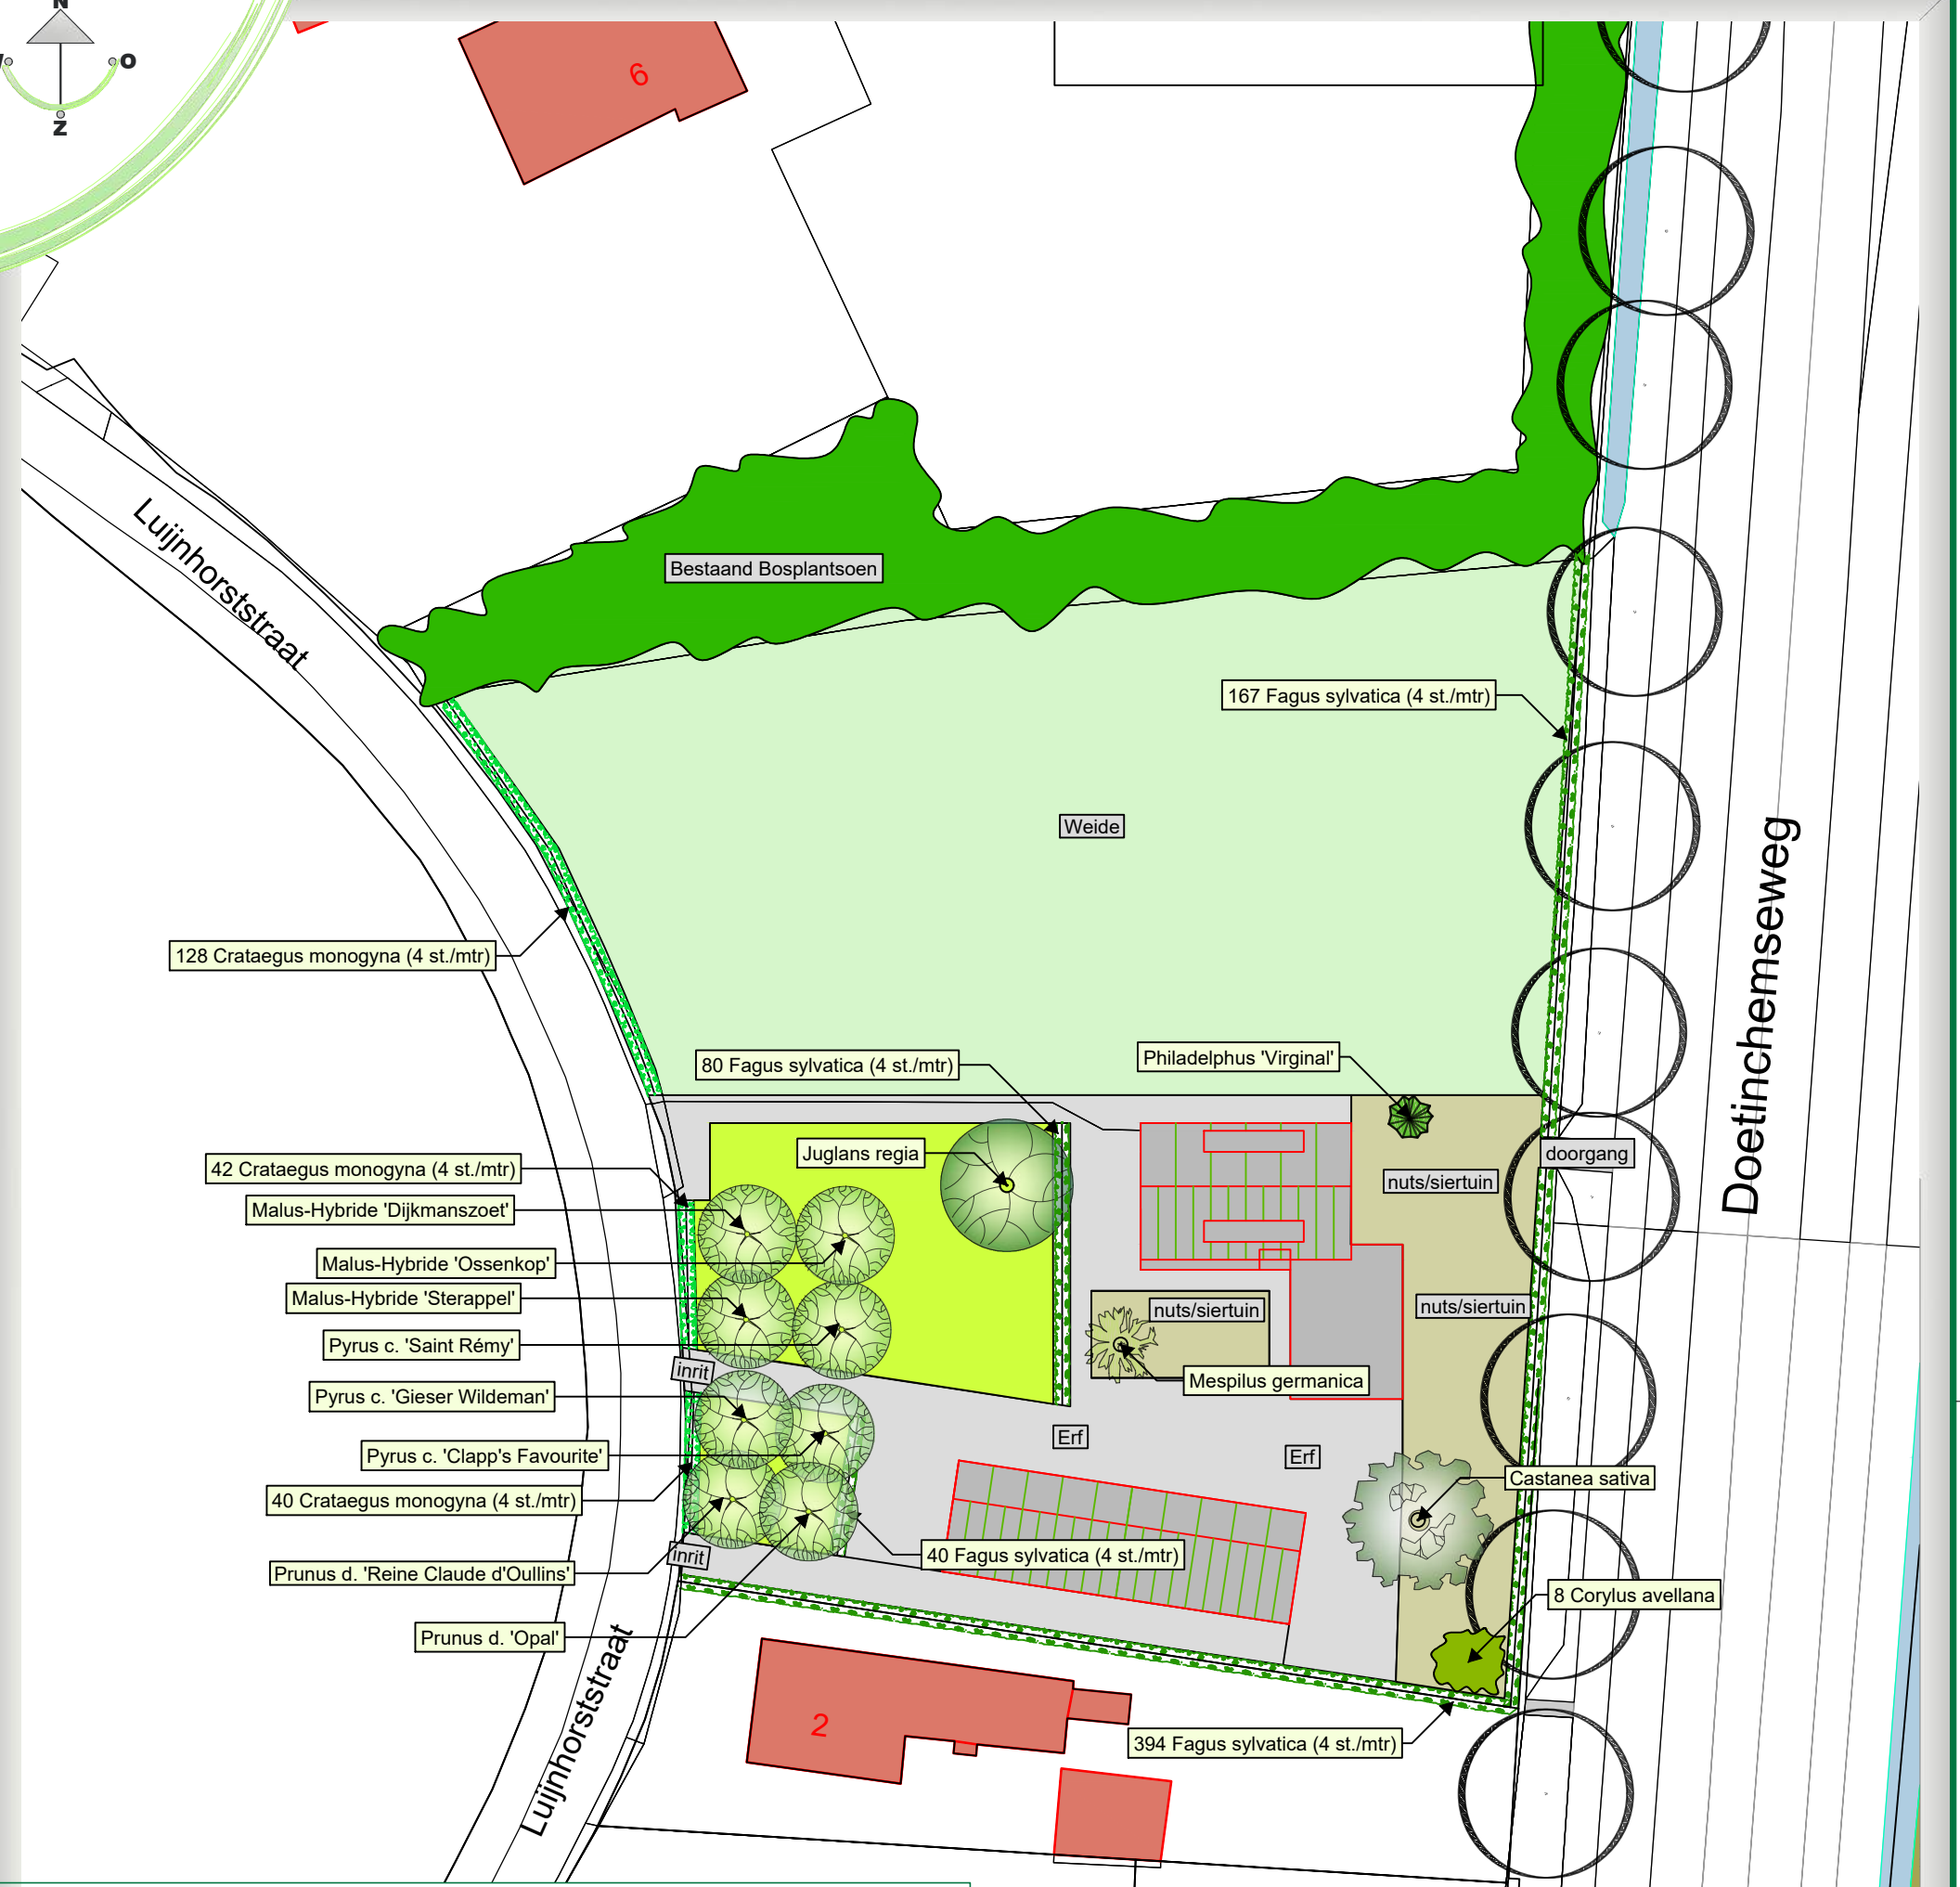 N
O
Z
6
Luijnhorststraat
Bestaand Bosplantsoen
167 Fagus sylvatica (4 st./mtr)
Weide
Doetinchemseweg
128 Crataegus monogyna (4 st./mtr)
80 Fagus sylvatica (4 st./mtr)
Philadelphus 'Virginal'
Juglans regia
doorgang
42 Crataegus monogyna (4 st./mtr)
nuts/siertuin
Malus-Hybride 'Dijkmanszoet'
Malus-Hybride 'Ossenkop'
Malus-Hybride 'Sterappel'
nuts/siertuin
nuts/siertuin
Pyrus c. 'Saint Rémy'
inrit
Mespilus germanica
Pyrus c. 'Gieser Wildeman'
Erf
Erf
Pyrus c. 'Clapp's Favourite'
Castanea sativa
40 Crataegus monogyna (4 st./mtr)
inrit
40 Fagus sylvatica (4 st./mtr)
Prunus d. 'Reine Claude d'Oullins'
8 Corylus avellana
Prunus d. 'Opal'
Luijnhorststraat
2
394 Fagus sylvatica (4 st./mtr)